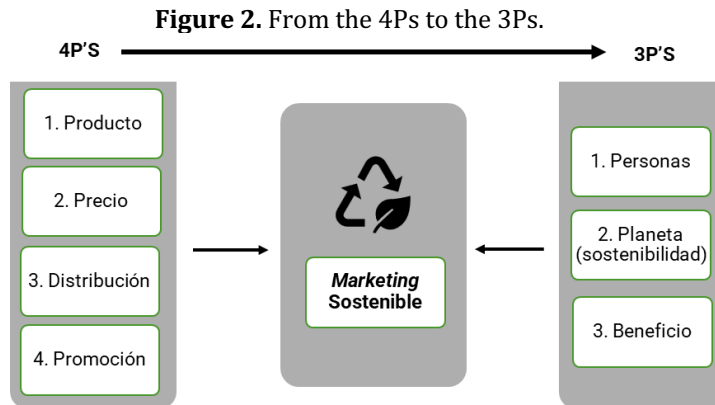 Figure 2. From the 4Ps to the 3Ps.
4P'S
3P'S
1. Producto
2. Precio
3. Distribución
4. Promoción
Marketing
Sostenible
1. Personas
2. Planeta
(sostenibilidad)
3. Beneficio